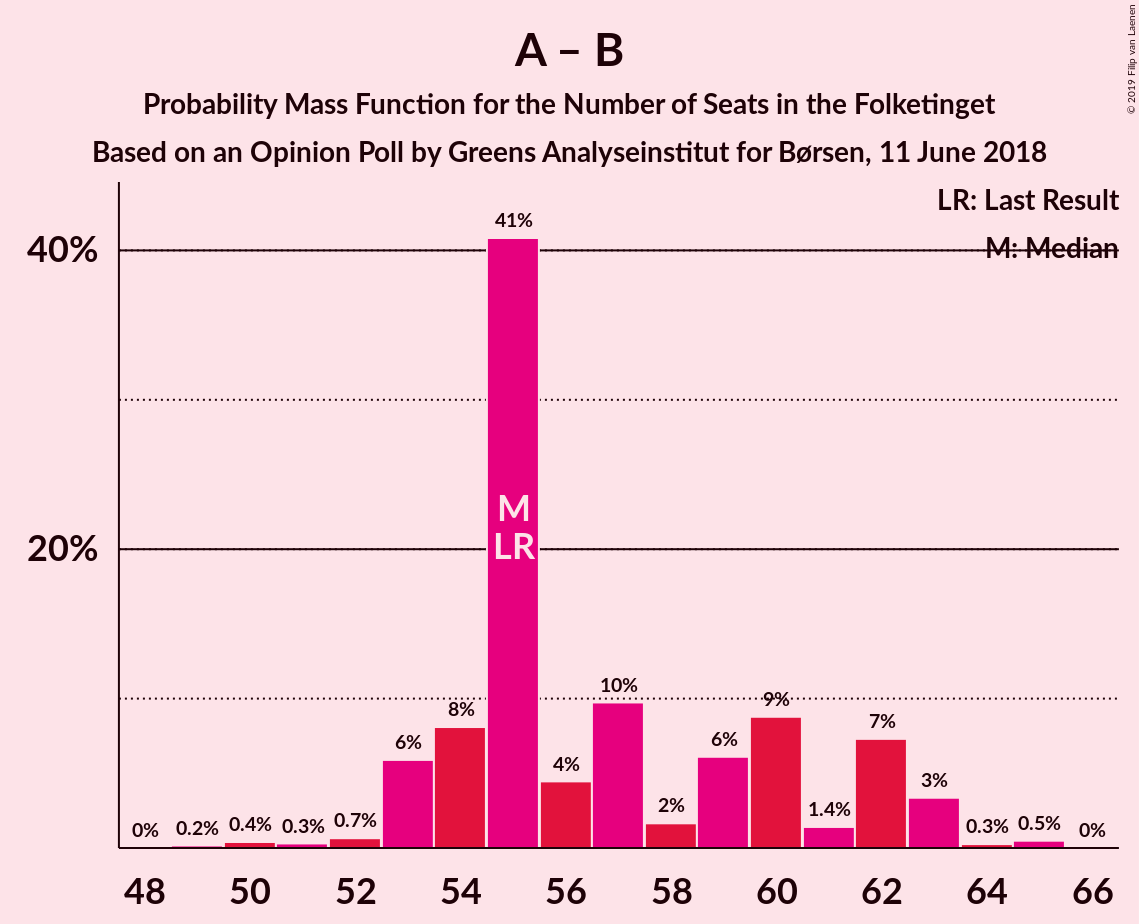 A – B
Probability Mass Function for the Number of Seats in the Folketinget
Based on an Opinion Poll by Greens Analyseinstitut for Børsen, 11 June 2018
© 2019 Filip van Laenen
LR: Last Result
M: Median
40%
20%
0%
0.2%
0.4%
0.3%
0.7%
6%
8%
41%
4%
10%
2%
6%
9%
1.4%
7%
3%
0.3%
0.5%
0%
M
LR
48 50 52 54 56 58 60 62 64 66